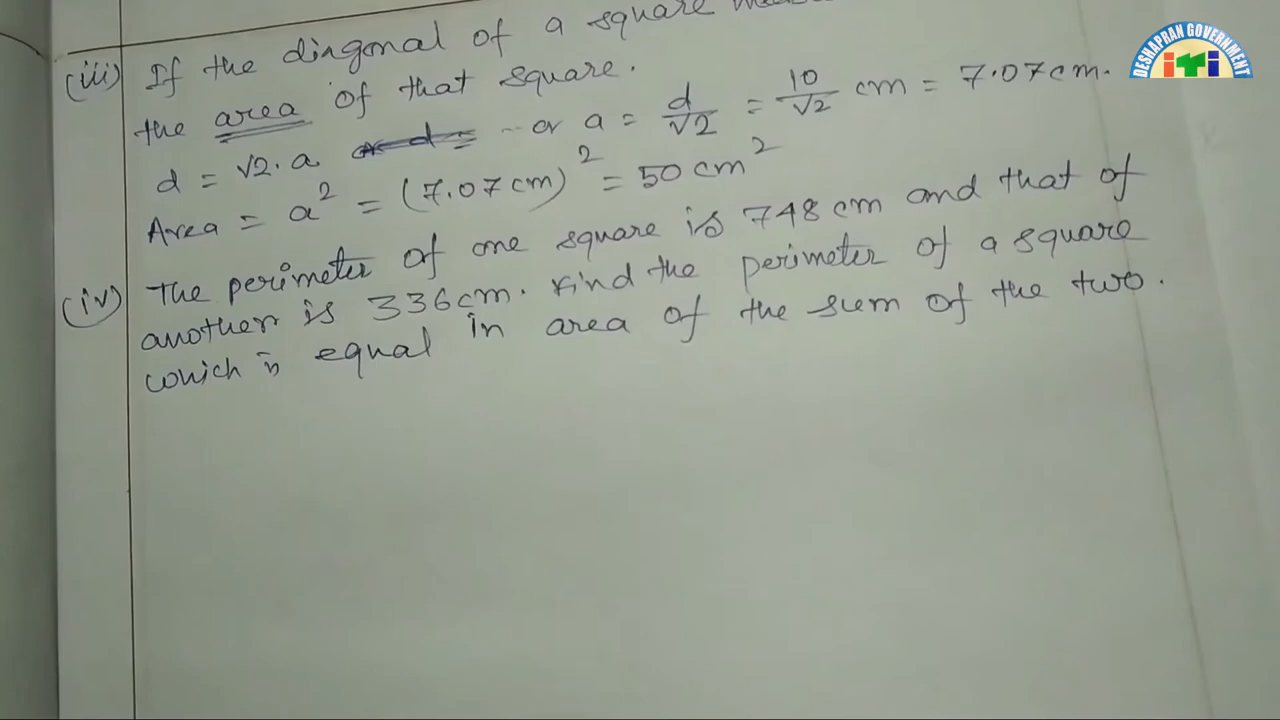 (iii) If the diagonal of a square
the area of that square.
d = √2. a ... or a = d/√2 = 10/√2 cm = 7.07cm.
Area = a² = (7.07cm)² = 50 cm²
(iv) The perimeter of one square is 748 cm and that of
another is 336cm. Find the perimeter of a square
which is equal in area of the sum of the two.
DESHAPRAN GOVERNMENT
iTi